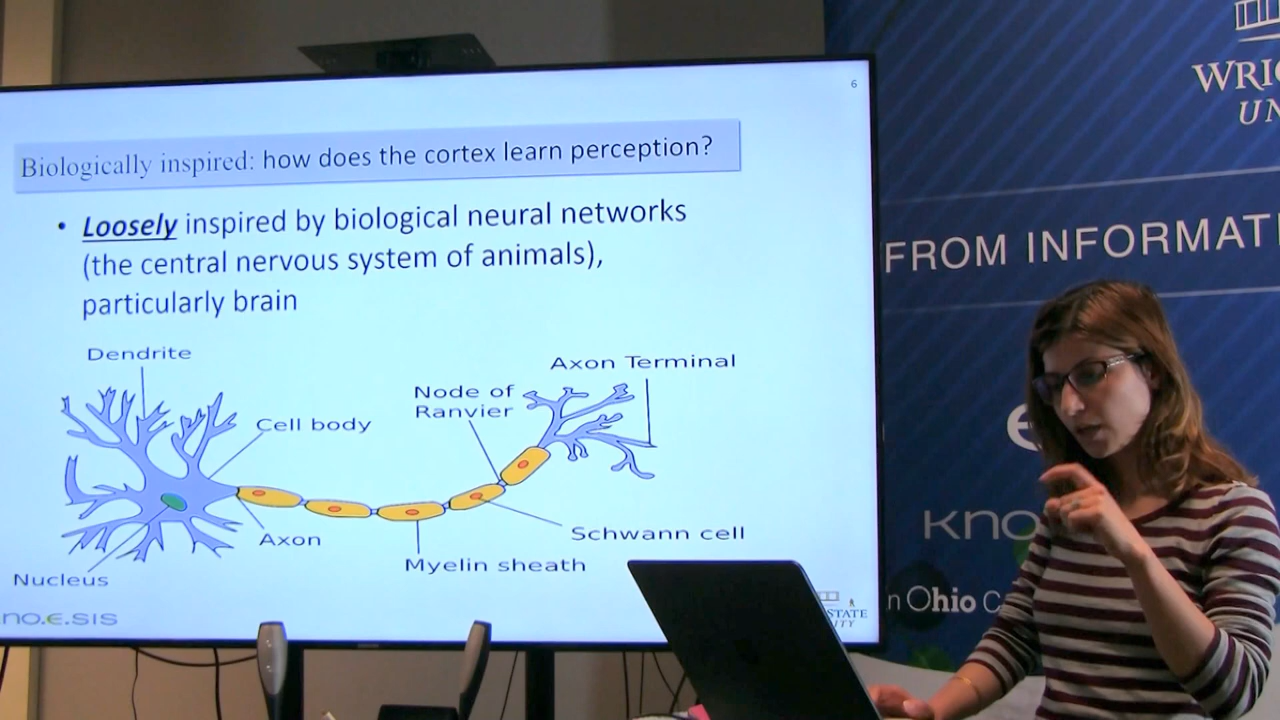 6
Biologically inspired: how does the cortex learn perception?
• Loosely inspired by biological neural networks
(the central nervous system of animals),
particularly brain
Dendrite
Axon Terminal
Node of
Ranvier
Cell body
Axon
Schwann cell
Myelin sheath
Nucleus
NO.E.SIS
STATE
WRIG
UN
FROM INFORMAT
e
KNO
n Ohio C